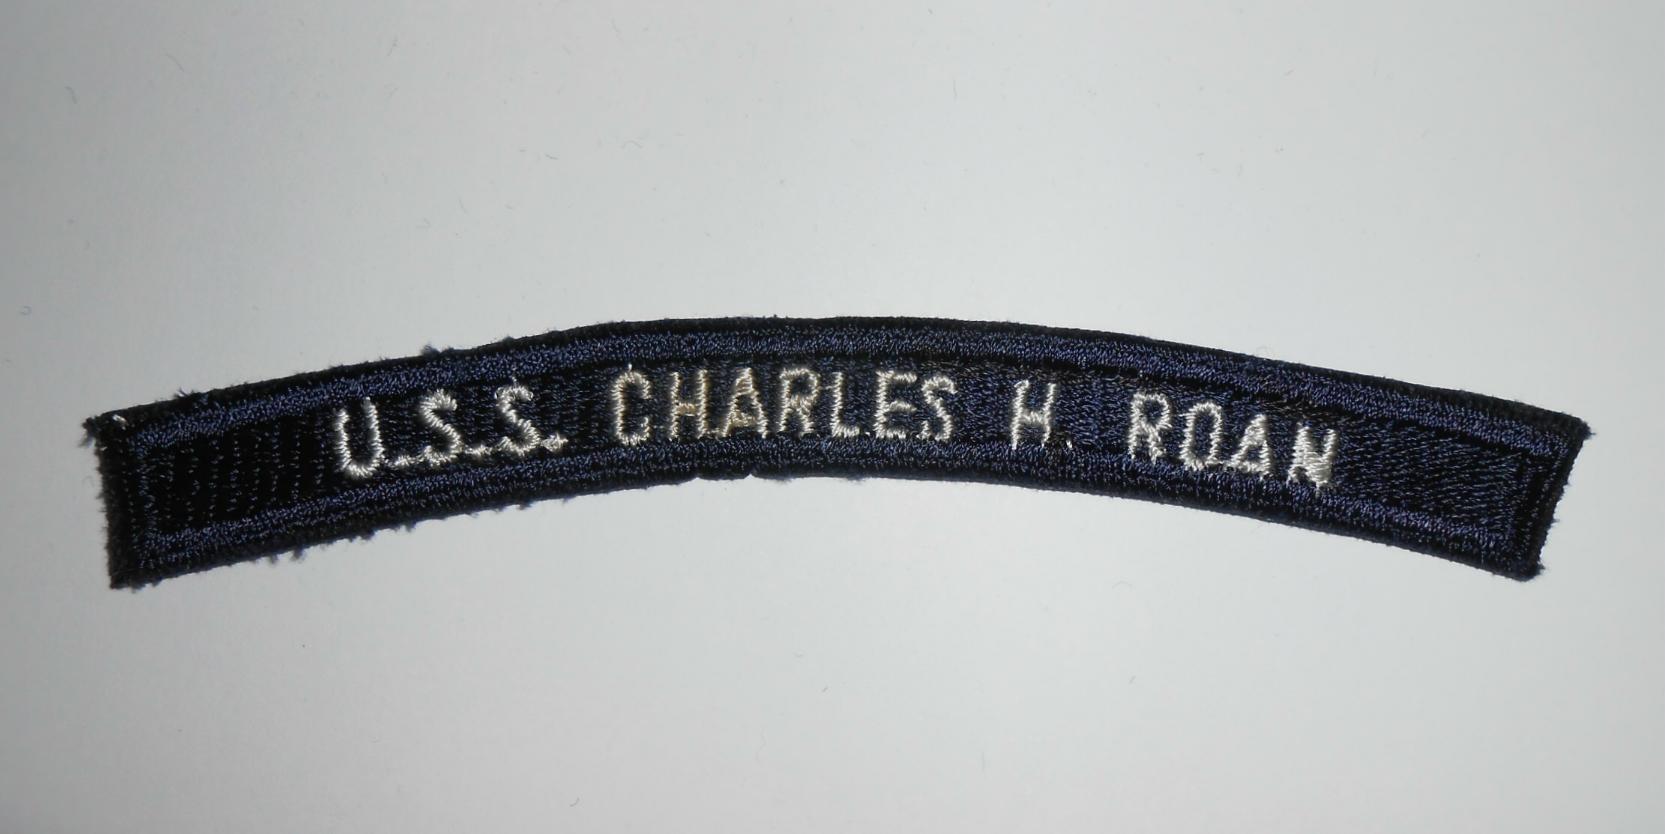 U.S.S. CHARLES H. ROAN